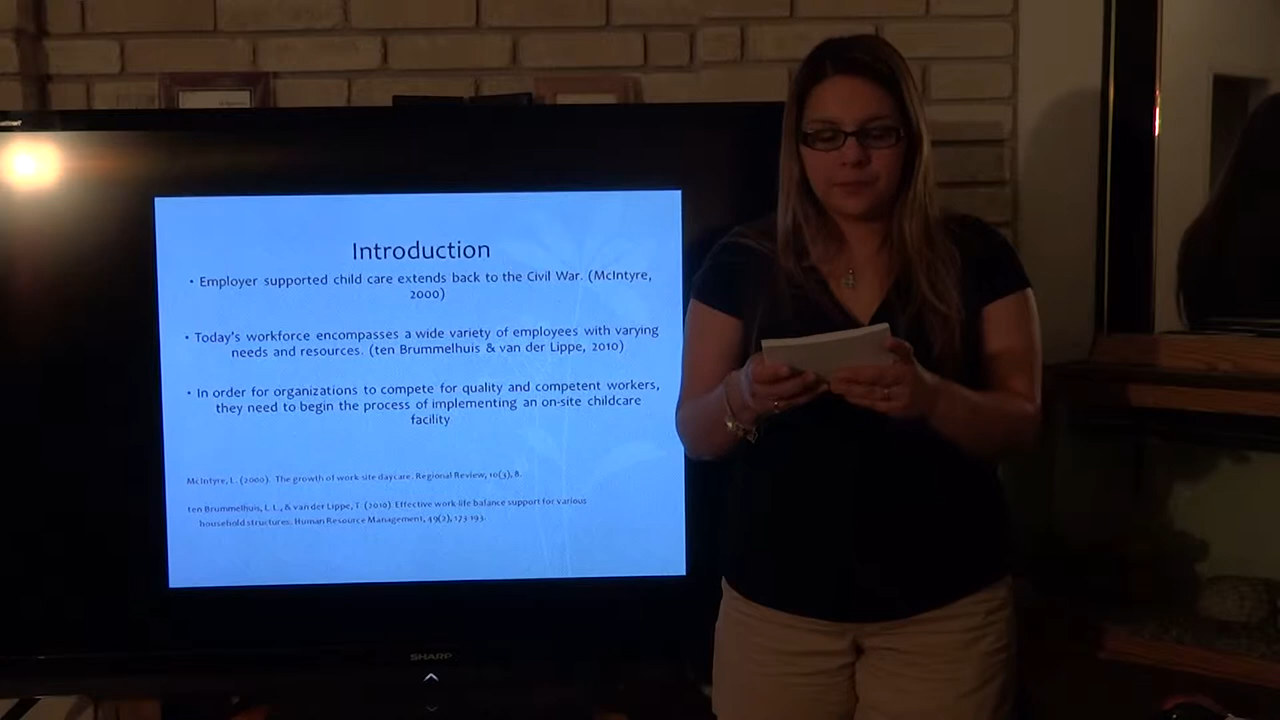 Introduction
• Employer supported child care extends back to the Civil War. (McIntyre,
2000)
• Today's workforce encompasses a wide variety of employees with varying
needs and resources. (ten Brummelhuis & van der Lippe, 2010)
• In order for organizations to compete for quality and competent workers,
they need to begin the process of implementing an on-site childcare
facility
McIntyre, L. (2000). The growth of work-site daycare. Regional Review, 10(3), 8.
ten Brummelhuis, L. L., & van der Lippe, T. (2010) Effective work-life balance support for various
household structures. Human Resource Management, 49(2), 173-193.
SHARP